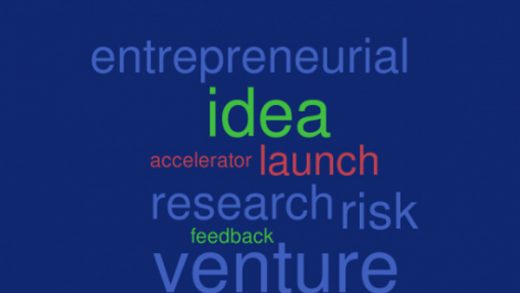 entrepreneurial
idea
accelerator launch
research risk
feedback
venture